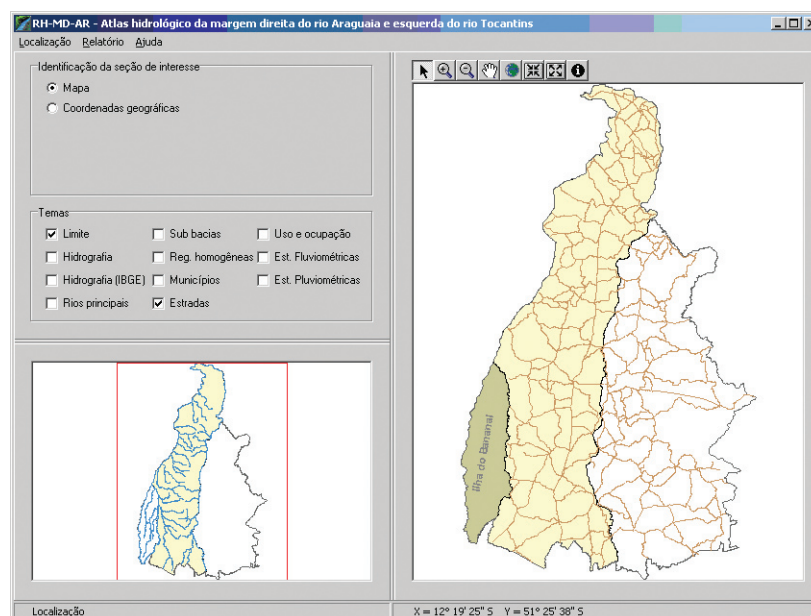 RH-MD-AR - Atlas hidrológico da margem direita do rio Araguaia e esquerda do rio Tocantins
Localização Relatório Ajuda
Identificação da seção de interesse
Mapa
Coordenadas geográficas
Temas
Limite Sub bacias Uso e ocupação
Hidrografia Reg. homogêneas Est. Fluviométricas
Hidrografia (IBGE) Municípios Est. Pluviométricas
Rios principais Estradas
Ilha do Bananal
Localização
X = 12° 19' 25" S Y = 51° 25' 38" S